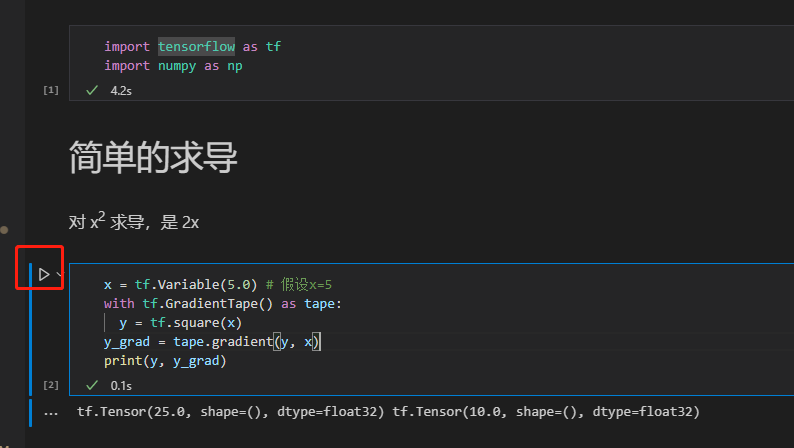 import tensorflow as tf
import numpy as np
[1] ✓ 4.2s
简单的求导
对 x² 求导，是 2x
x = tf.Variable(5.0) # 假设x=5
with tf.GradientTape() as tape:
  y = tf.square(x)
y_grad = tape.gradient(y, x)
print(y, y_grad)
[2] ✓ 0.1s
... tf.Tensor(25.0, shape=(), dtype=float32) tf.Tensor(10.0, shape=(), dtype=float32)